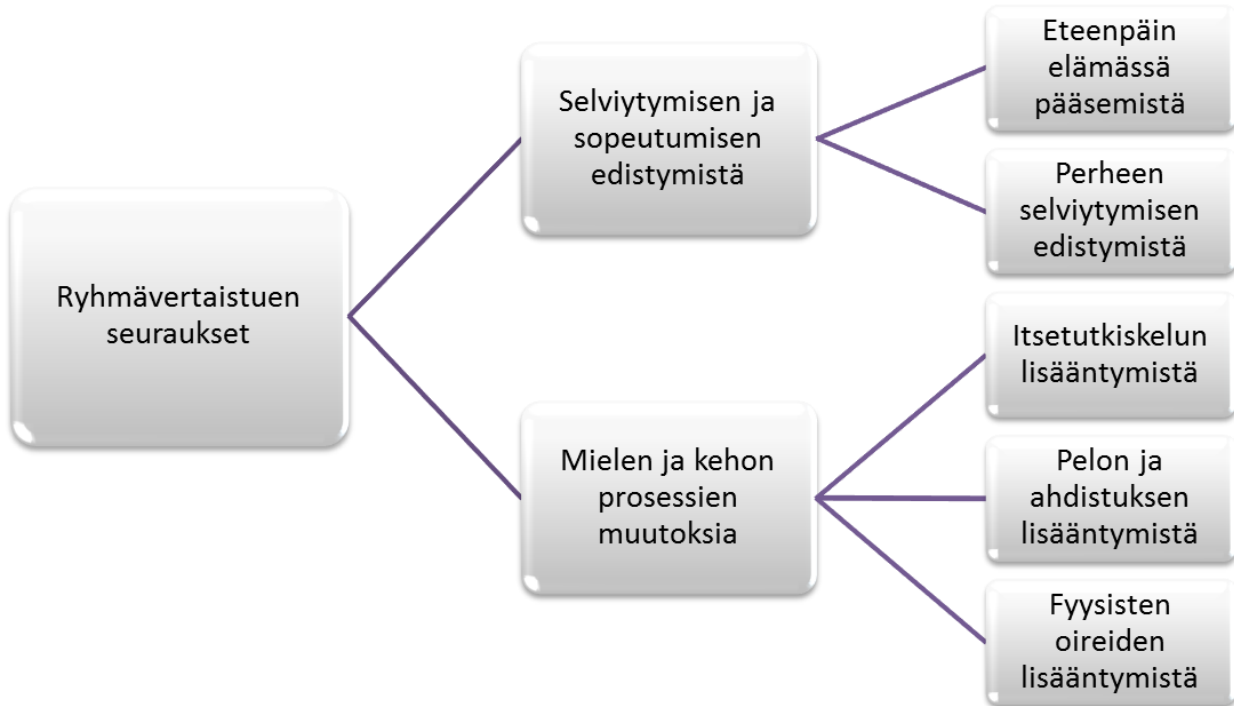 Ryhmävertaistuen
seuraukset
Selviytymisen ja
sopeutumisen
edistymistä
Eteenpäin
elämässä
pääsemistä
Perheen
selviytymisen
edistymistä
Mielen ja kehon
prosessien
muutoksia
Itsetutkiskelun
lisääntymistä
Pelon ja
ahdistuksen
lisääntymistä
Fyysisten
oireiden
lisääntymistä